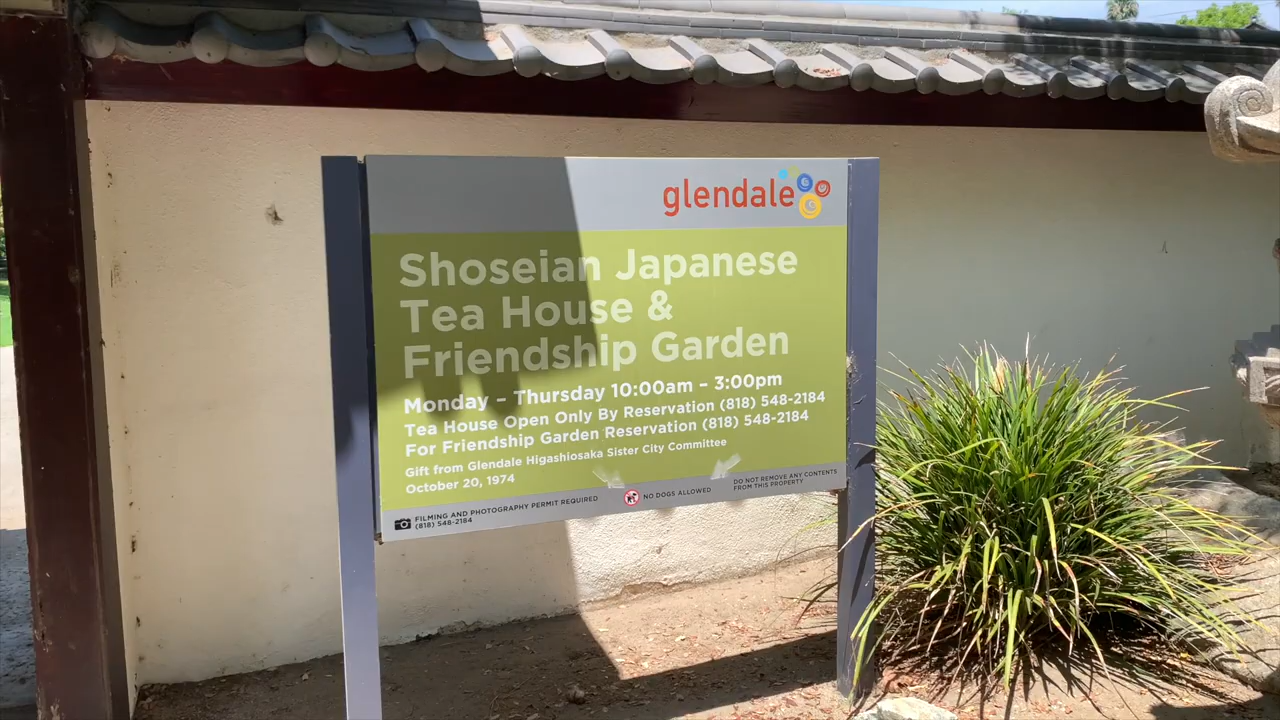 glendale
Shoseian Japanese
Tea House &
Friendship Garden
Monday – Thursday 10:00am – 3:00pm
Tea House Open Only By Reservation (818) 548-2184
For Friendship Garden Reservation (818) 548-2184
Gift from Glendale Higashiosaka Sister City Committee
October 20, 1974
FILMING AND PHOTOGRAPHY PERMIT REQUIRED
(818) 548-2184
NO DOGS ALLOWED
DO NOT REMOVE ANY CONTENTS
FROM THIS PROPERTY